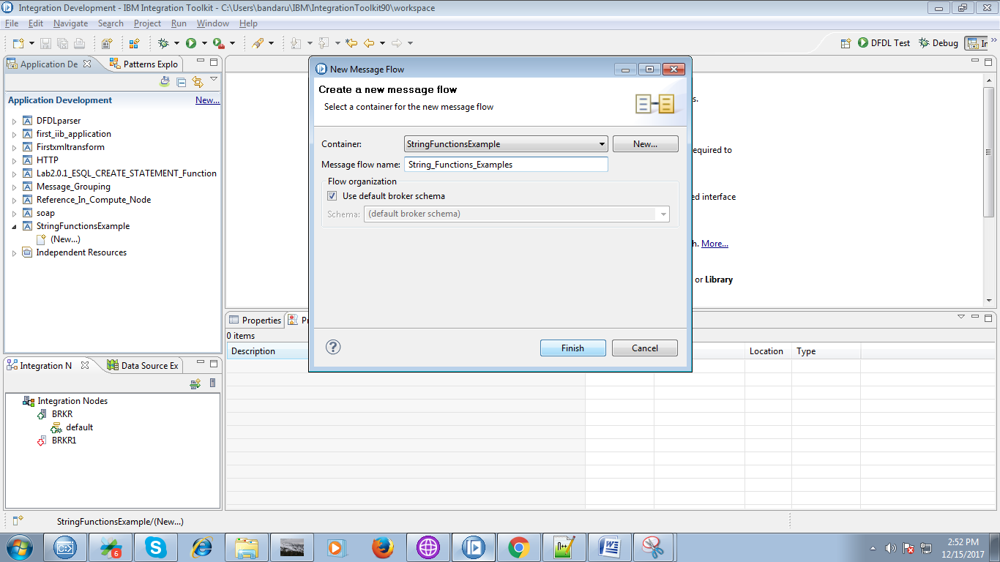 Integration Development - IBM Integration Toolkit - C:\Users\bandaru\IBM\IntegrationToolkit90\workspace
File Edit Navigate Search Project Run Window Help
DFDL Test Debug
Application De Patterns Explo
Application Development New...
DFDLparser
first_iib_application
Firstxmltransform
HTTP
Lab2.0.1_ESQL_CREATE_STATEMENT_Function
Message_Grouping
Reference_In_Compute_Node
soap
StringFunctionsExample
(New...)
Independent Resources
New Message Flow
Create a new message flow
Select a container for the new message flow
Container: StringFunctionsExample New...
Message flow name: String_Functions_Examples
Flow organization
Use default broker schema
Schema: (default broker schema)
? Finish Cancel
s.
equired to
ed interface
h. More...
or Library
Properties
0 items
Description Location Type
Integration N Data Source Ex
Integration Nodes
BRKR
default
BRKR1
StringFunctionsExample/(New...)
2:52 PM
12/15/2017